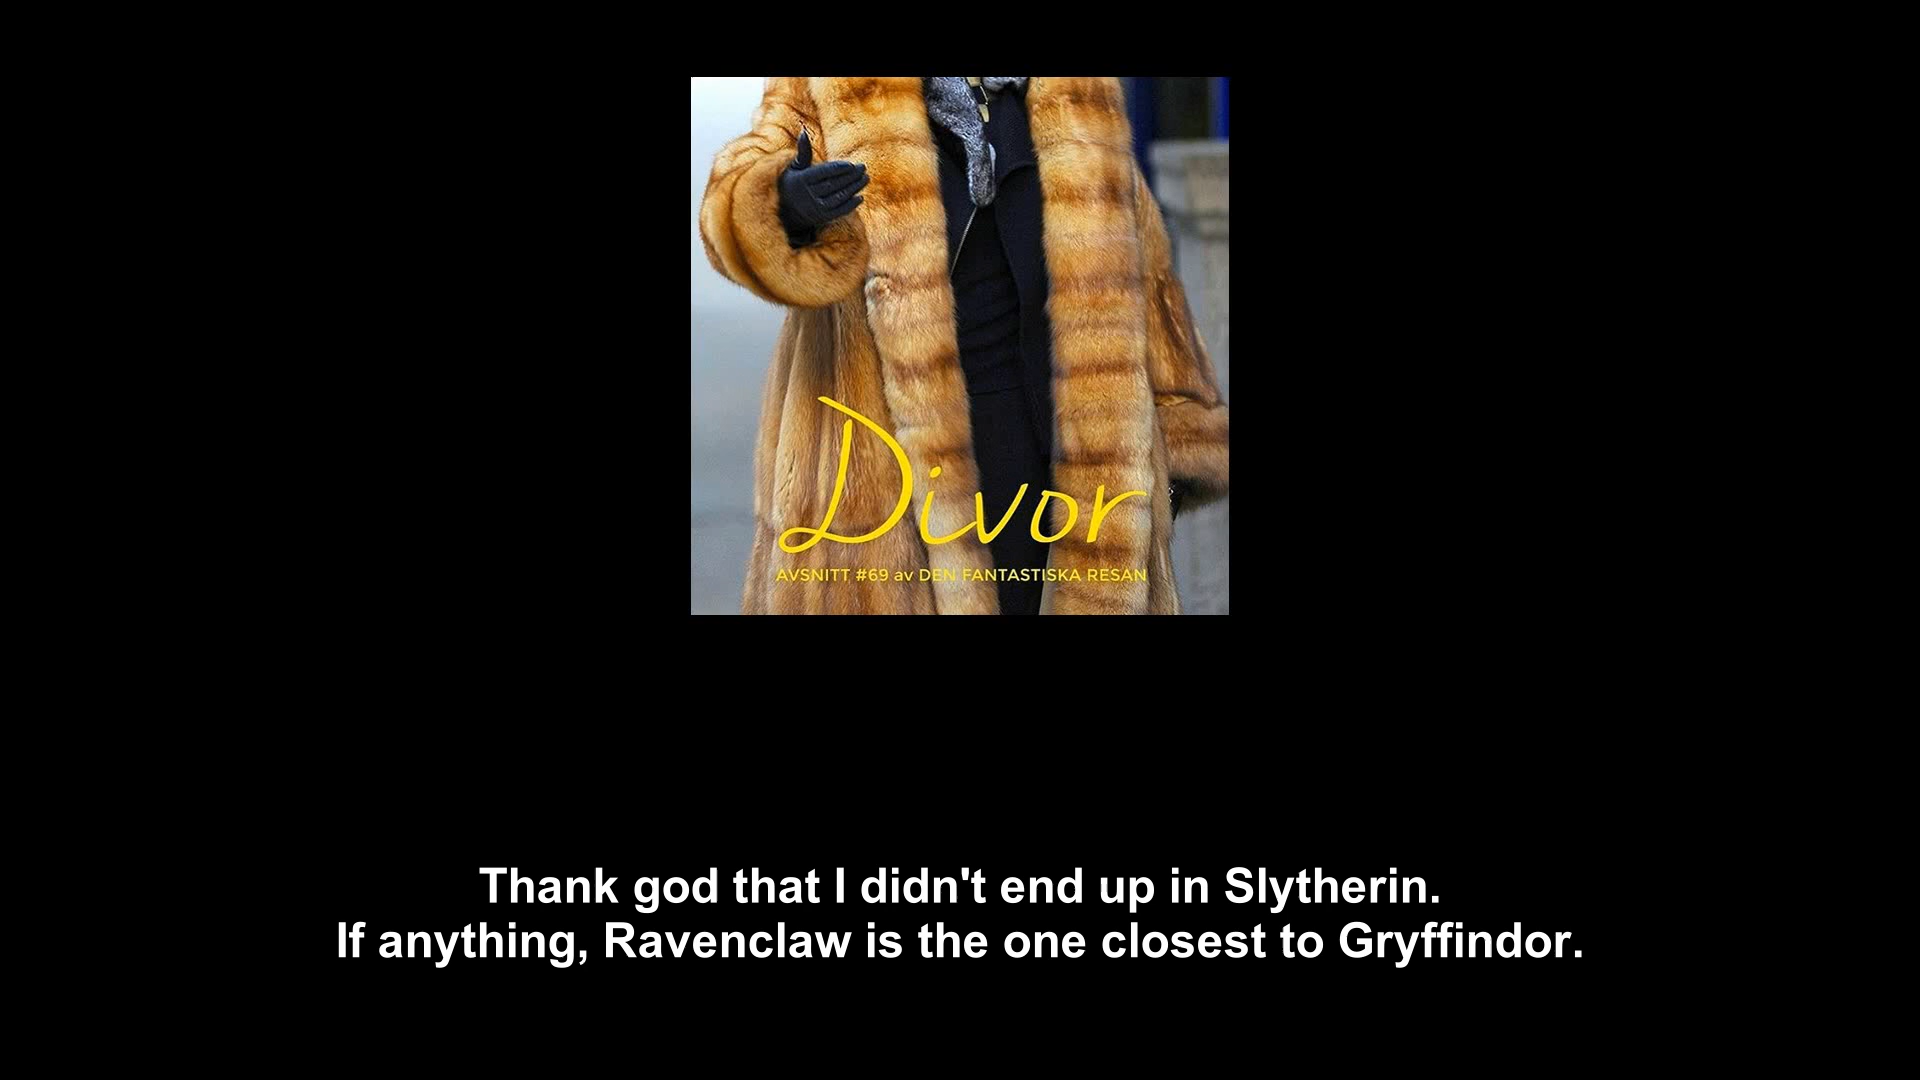 Divor
AVSNITT #69 av DEN FANTASTISKA RESAN
Thank god that I didn't end up in Slytherin.
If anything, Ravenclaw is the one closest to Gryffindor.